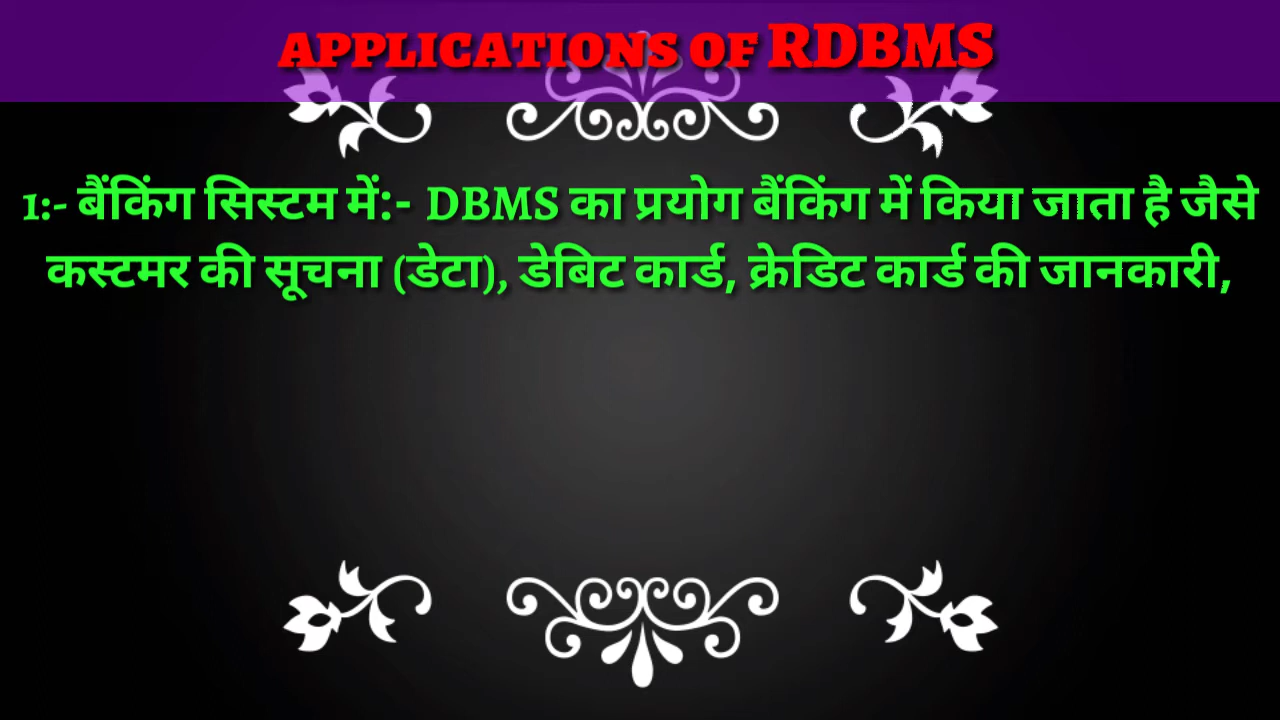 APPLICATIONS OF RDBMS
1:- बैंकिंग सिस्टम में:- DBMS का प्रयोग बैंकिंग में किया जाता है जैसे
कस्टमर की सूचना (डेटा), डेबिट कार्ड, क्रेडिट कार्ड की जानकारी,